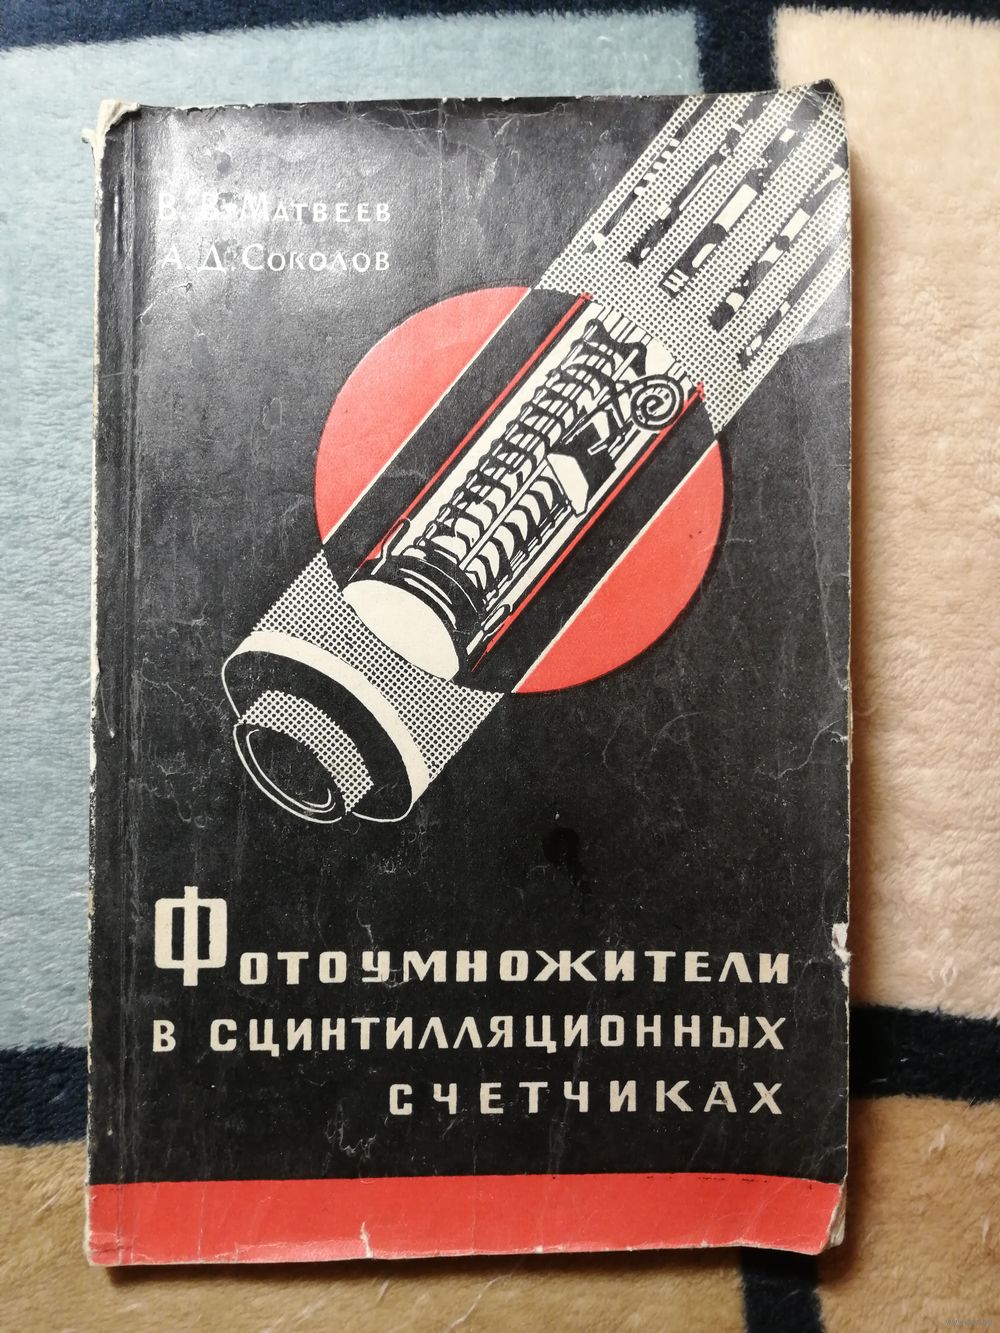 В. В. Матвеев
А. Д. Соколов
Фотоумножители
в сцинтилляционных
счетчиках